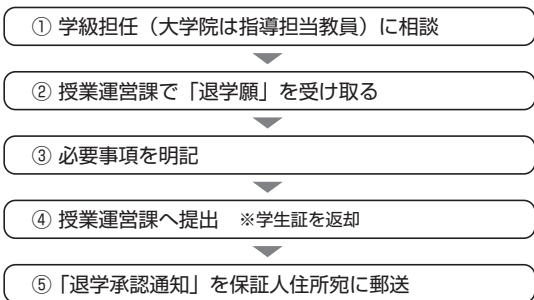 ① 学級担任（大学院は指導担当教員）に相談
② 授業運営課で「退学願」を受け取る
③ 必要事項を明記
④ 授業運営課へ提出　※学生証を返却
⑤「退学承認通知」を保証人住所宛に郵送